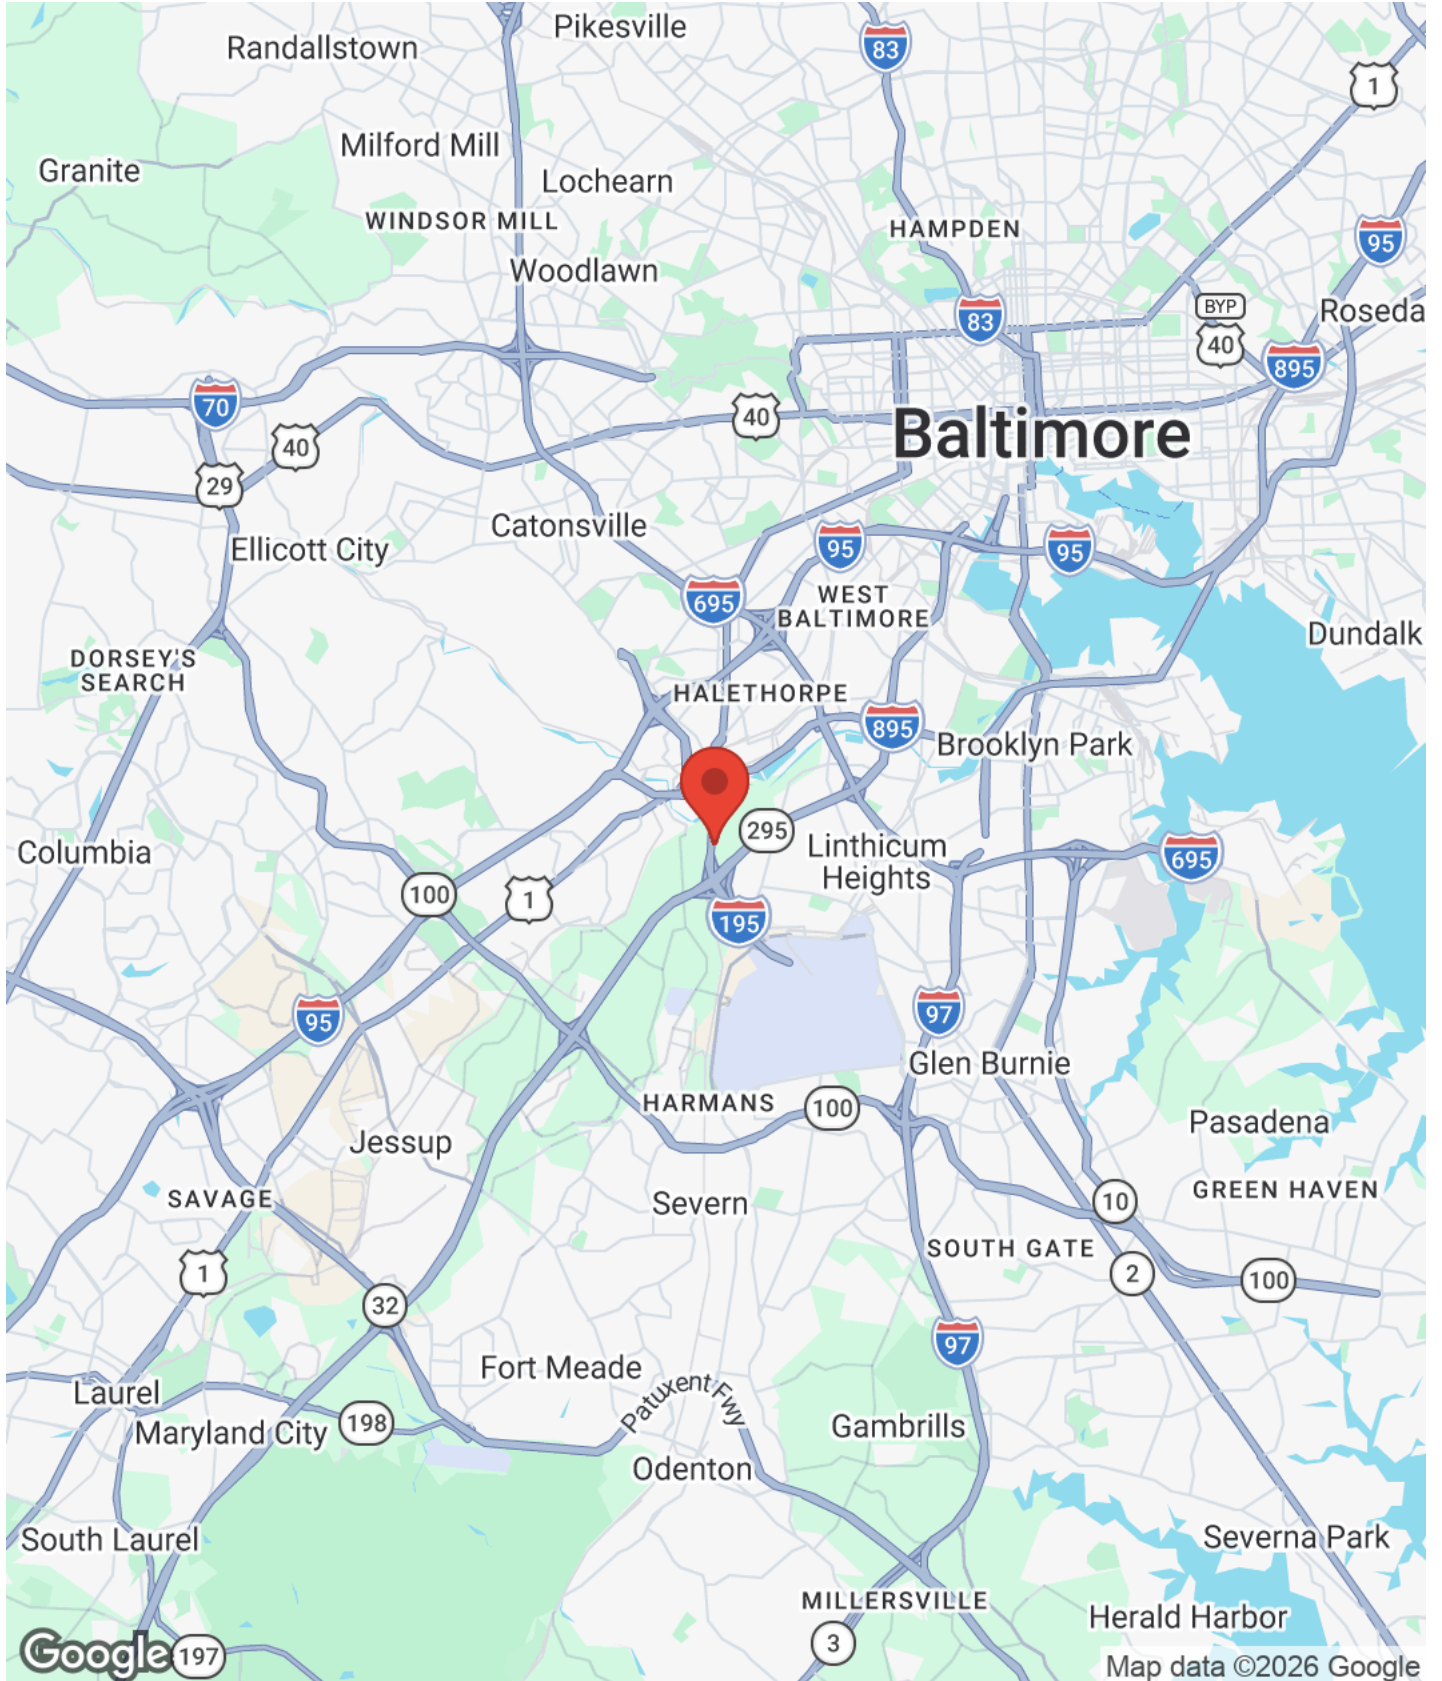 Pikesville
Randallstown
83
1
Milford Mill
Granite
Lochearn
WINDSOR MILL
HAMPDEN
95
Woodlawn
BYP
Roseda
83
40
895
70
40
Baltimore
40
29
Catonsville
Ellicott City
95
95
695
WEST
BALTIMORE
Dundalk
DORSEY'S
SEARCH
HALETHORPE
895
Brooklyn Park
295
Columbia
Linthicum
Heights
695
100
1
195
95
97
Glen Burnie
HARMANS
100
Pasadena
Jessup
SAVAGE
Severn
GREEN HAVEN
10
SOUTH GATE
1
2
100
32
97
Fort Meade
Laurel
Patuxent Fwy
Maryland City
198
Gambrills
Odenton
South Laurel
Severna Park
MILLERSVILLE
Herald Harbor
3
Google
197
Map data ©2026 Google